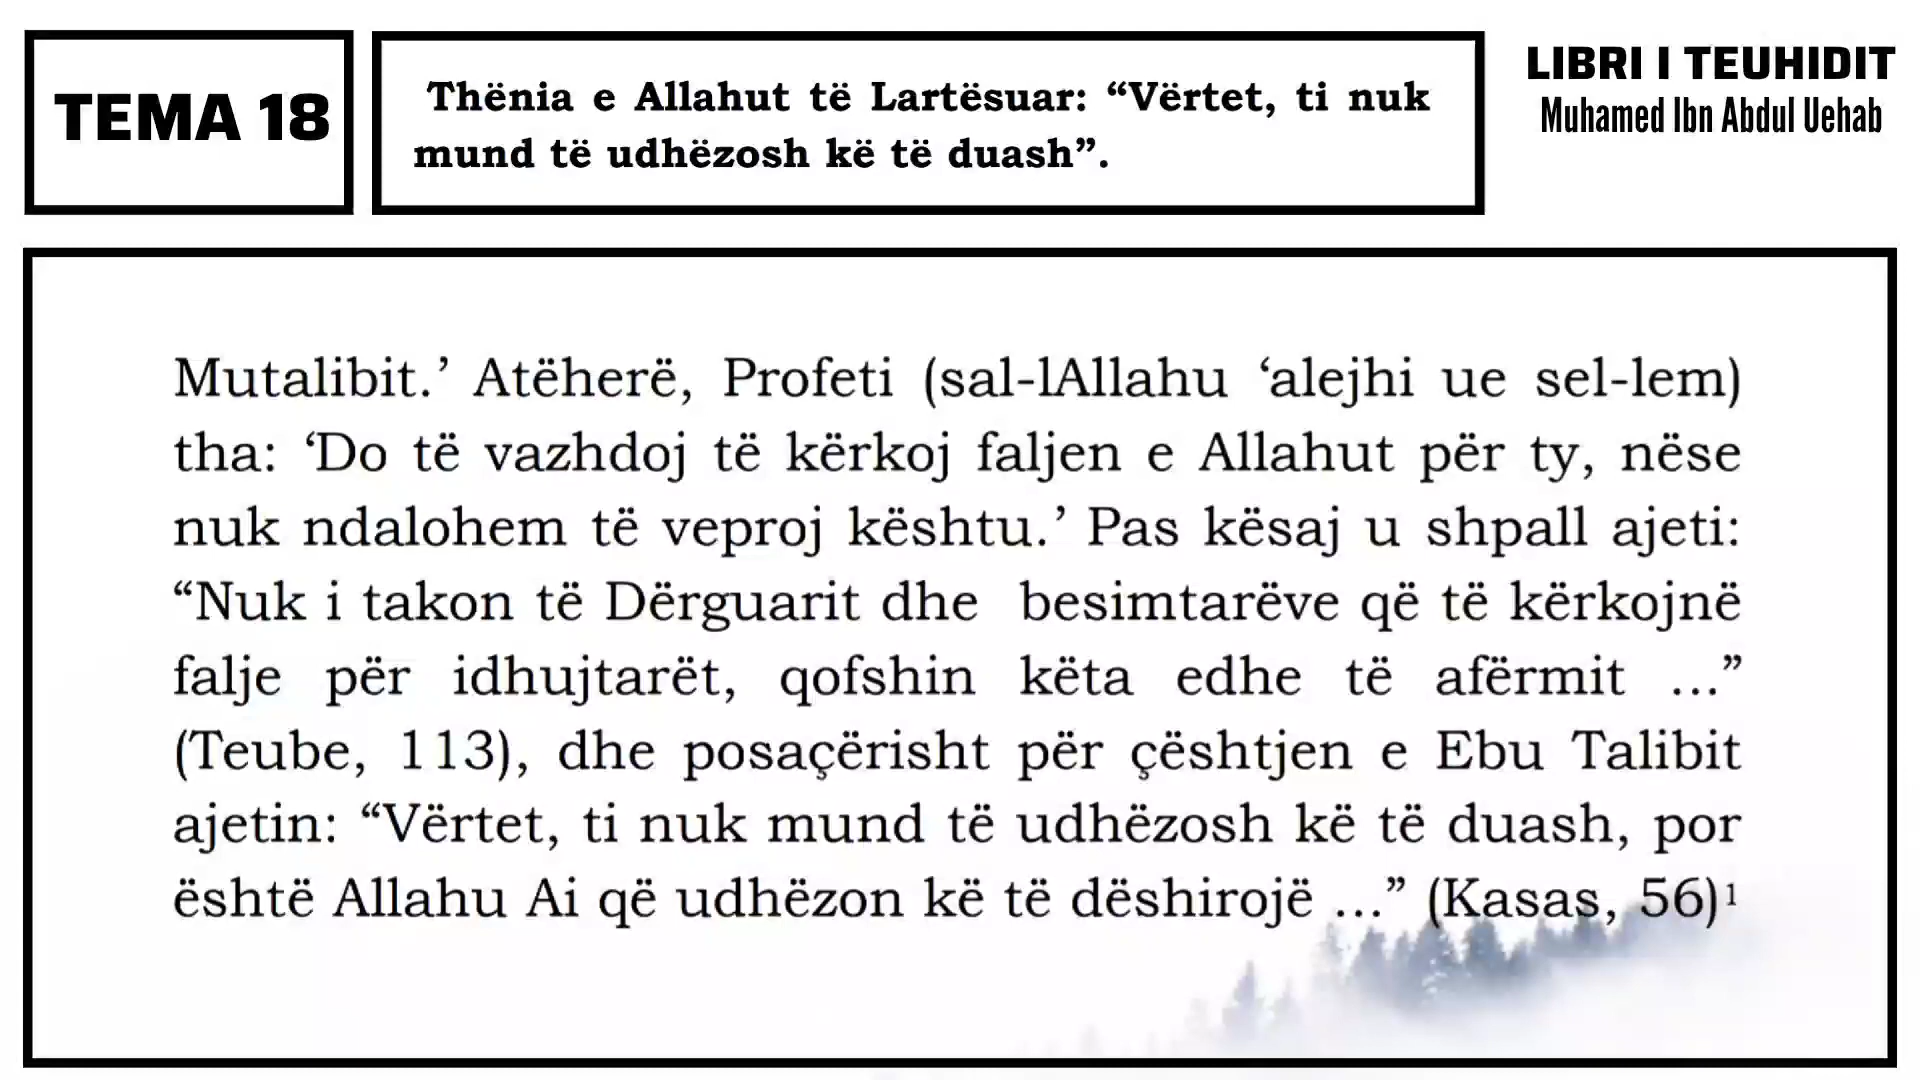 TEMA 18
Thënia e Allahut të Lartësuar: “Vërtet, ti nuk
mund të udhëzosh kë të duash”.
LIBRI I TEUHIDIT
Muhamed Ibn Abdul Uehab
Mutalibit.’ Atëherë, Profeti (sal-lAllahu ‘alejhi ue sel-lem)
tha: ‘Do të vazhdoj të kërkoj faljen e Allahut për ty, nëse
nuk ndalohem të veproj kështu.’ Pas kësaj u shpall ajeti:
“Nuk i takon të Dërguarit dhe besimtarëve që të kërkojnë
falje për idhujtarët, qofshin këta edhe të afërmit ...”
(Teube, 113), dhe posaçërisht për çështjen e Ebu Talibit
ajetin: “Vërtet, ti nuk mund të udhëzosh kë të duash, por
është Allahu Ai që udhëzon kë të dëshirojë ...” (Kasas, 56)¹